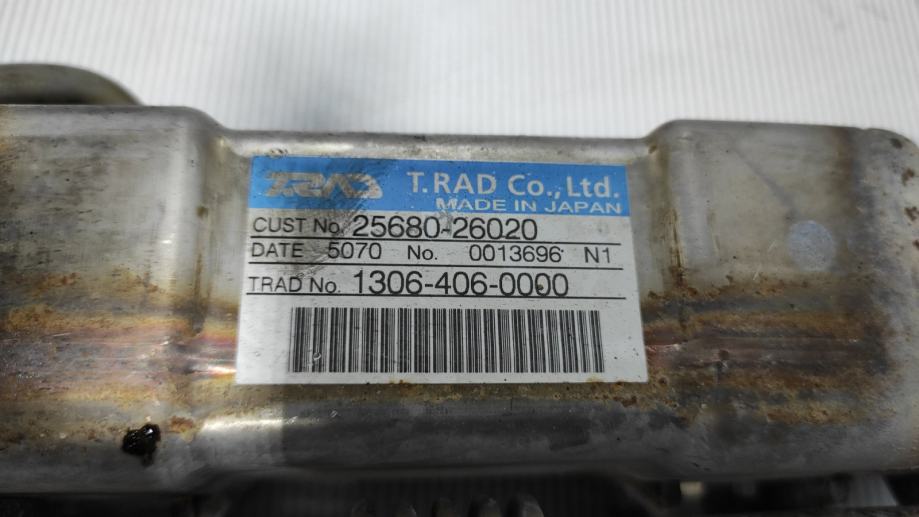 TRAD T.RAD Co.,Ltd.
MADE IN JAPAN
CUST No. 25680-26020
DATE 5070 No. 0013696 N1
TRAD No. 1306-406-0000